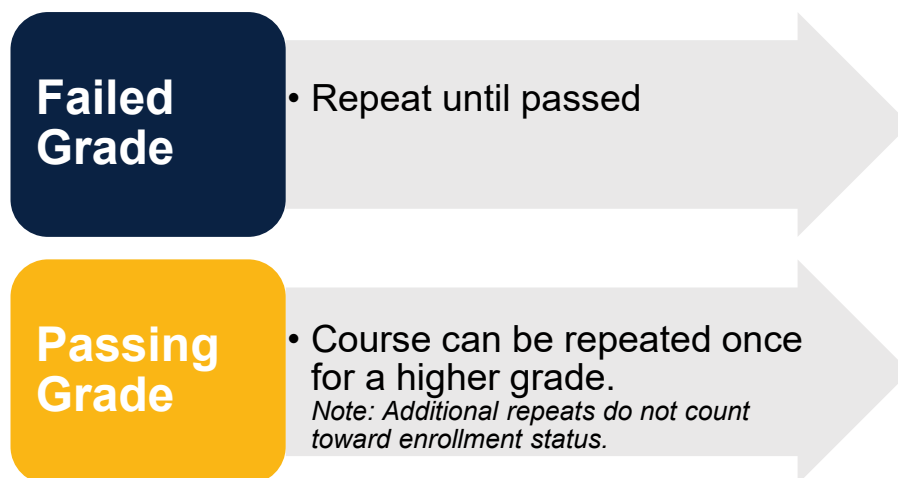 Failed
Grade
• Repeat until passed
Passing
Grade
• Course can be repeated once
for a higher grade.
Note: Additional repeats do not count
toward enrollment status.